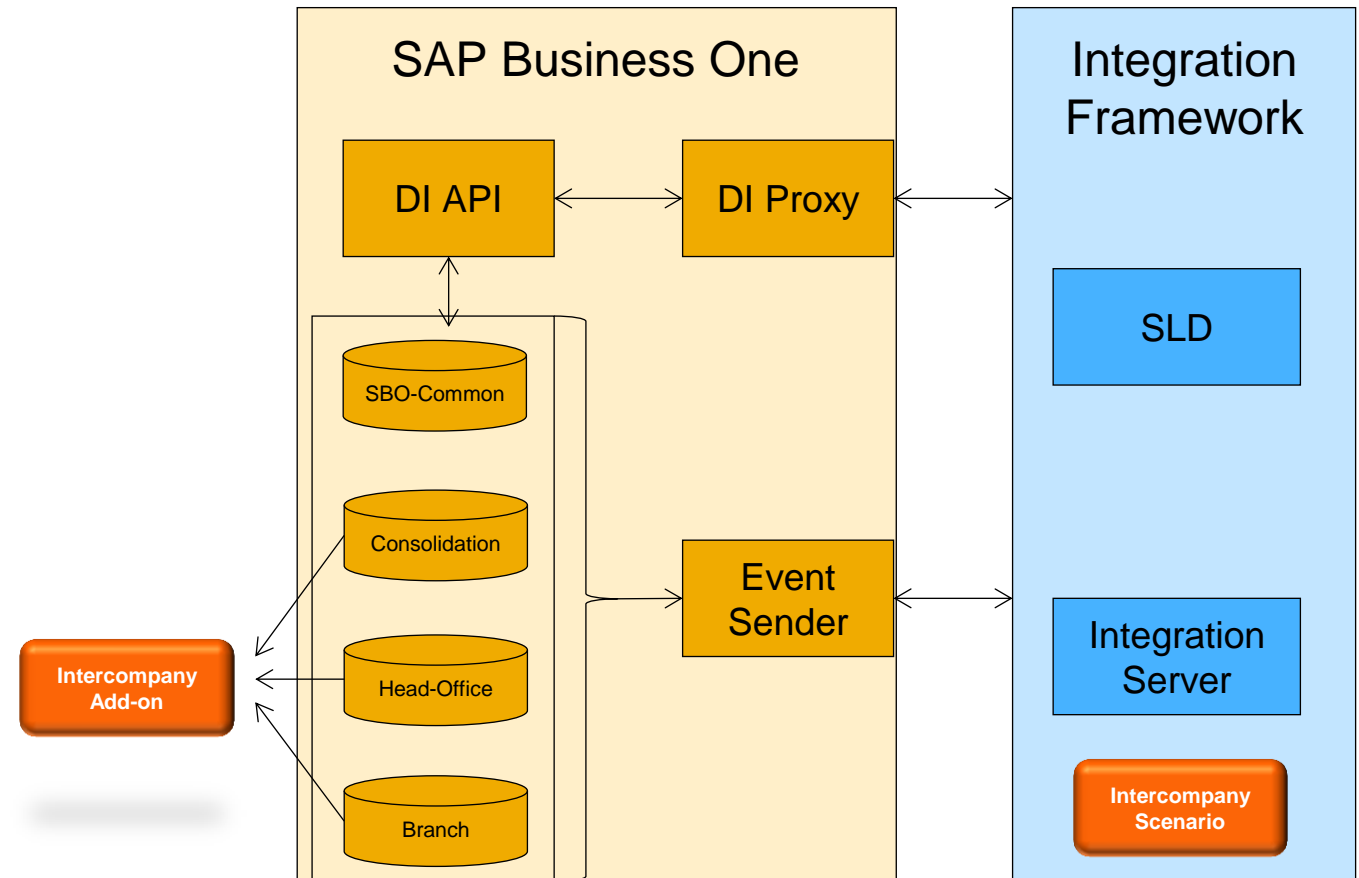 SAP Business One
Integration
Framework
DI API
DI Proxy
SLD
SBO-Common
Consolidation
Event
Sender
Integration
Server
Intercompany
Add-on
Head-Office
Branch
Intercompany
Scenario